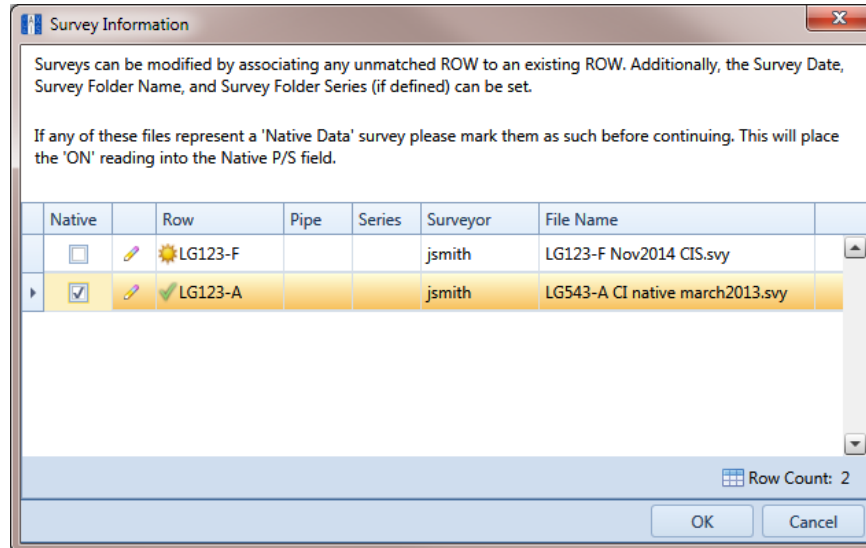 Survey Information
Surveys can be modified by associating any unmatched ROW to an existing ROW. Additionally, the Survey Date,
Survey Folder Name, and Survey Folder Series (if defined) can be set.
If any of these files represent a 'Native Data' survey please mark them as such before continuing. This will place
the 'ON' reading into the Native P/S field.
Native Row Pipe Series Surveyor File Name
LG123-F jsmith LG123-F Nov2014 CIS.svy
LG123-A jsmith LG543-A CI native march2013.svy
Row Count: 2
OK Cancel